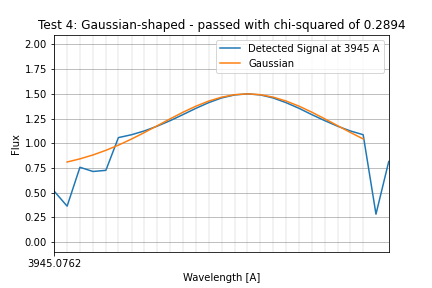 Test 4: Gaussian-shaped - passed with chi-squared of 0.2894
2.00
1.75
1.50
1.25
1.00
0.75
0.50
0.25
0.00
Flux
Detected Signal at 3945 A
Gaussian
3945.0762
Wavelength [A]